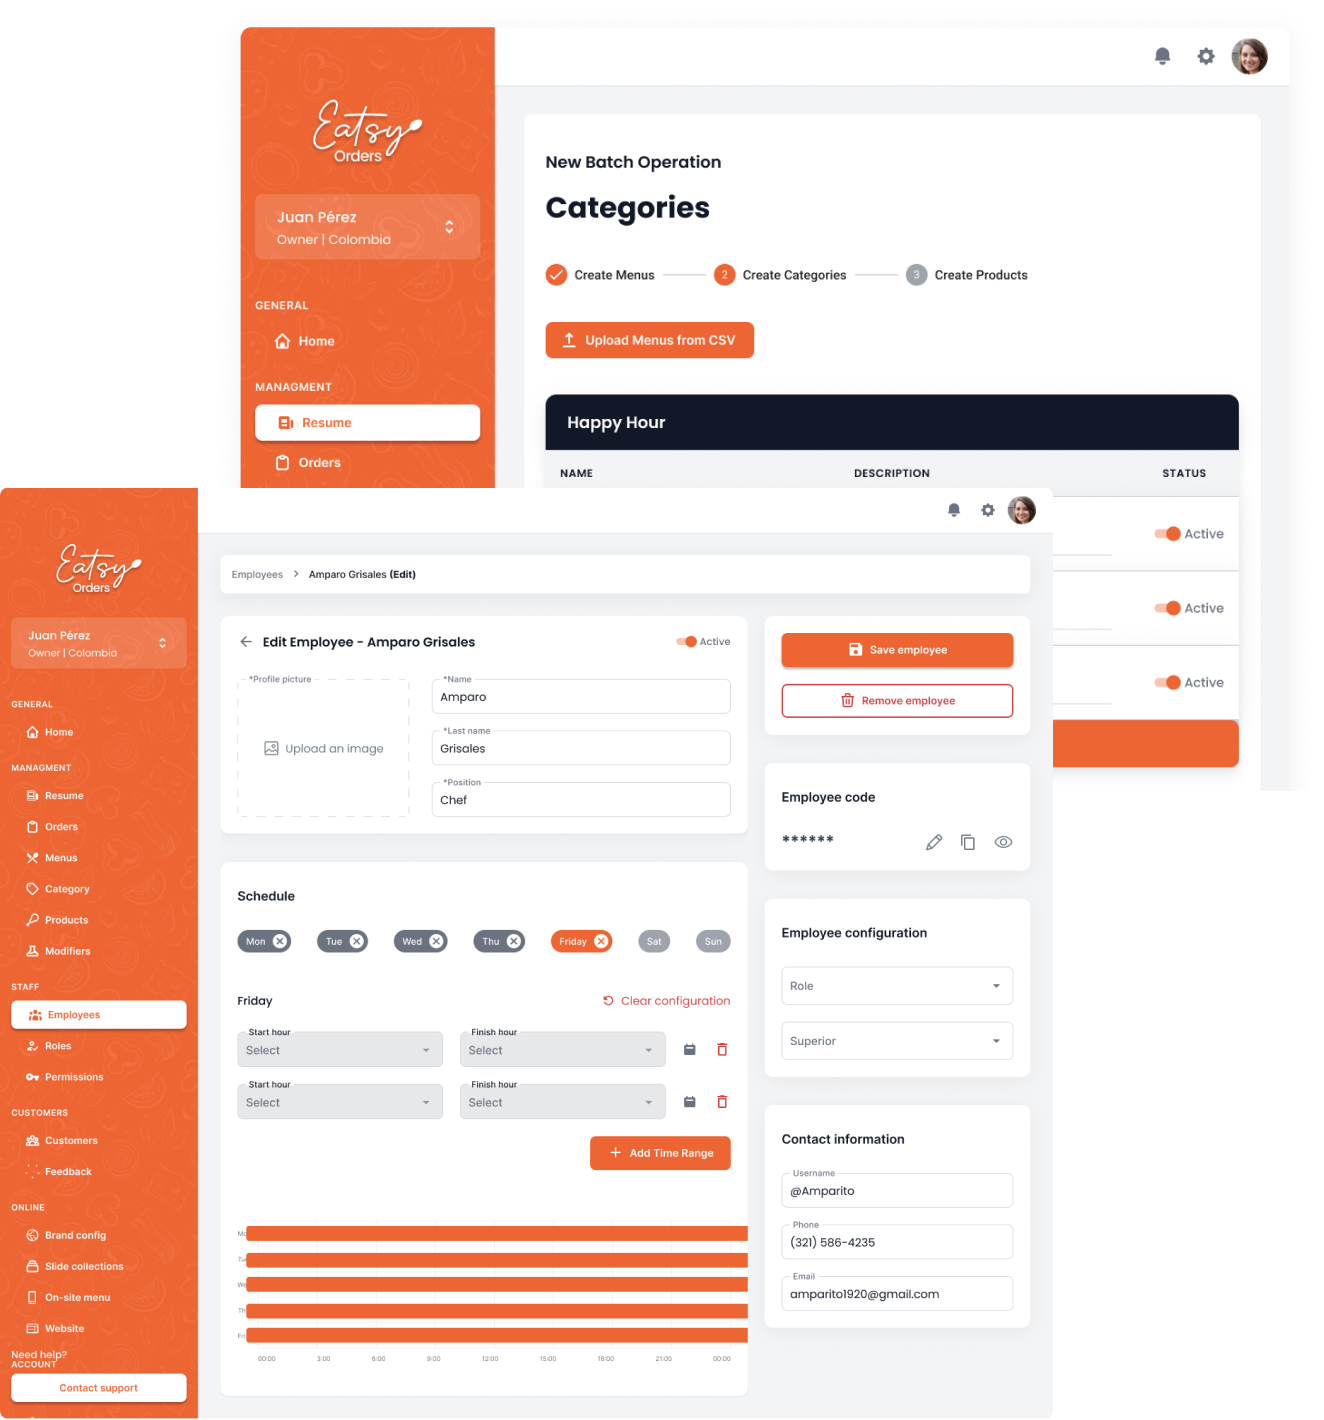 Eatsy
Orders
Juan Pérez
Owner | Colombia
GENERAL
Home
MANAGMENT
Resume
Orders
New Batch Operation
Categories
Create Menus
2 Create Categories
3 Create Products
Upload Menus from CSV
Happy Hour
NAME DESCRIPTION STATUS
Active
Active
Active
Eatsy
Orders
Juan Pérez
Owner | Colombia
GENERAL
Home
MANAGMENT
Resume
Orders
Menus
Category
Products
Modifiers
STAFF
Employees
Roles
Permissions
CUSTOMERS
Customers
Feedback
ONLINE
Brand config
Slide collections
On-site menu
Website
Need help?
ACCOUNT
Contact support
Employees > Amparo Grisales (Edit)
Edit Employee - Amparo Grisales
Active
*Profile picture
Upload an image
*Name
Amparo
*Last name
Grisales
*Position
Chef
Schedule
Mon Tue Wed Thu Friday Sat Sun
Friday
Clear configuration
Start hour Finish hour
Select Select
Start hour Finish hour
Select Select
+ Add Time Range
Mo
Tu
We
Th
Fri
00:00 3:00 6:00 9:00 12:00 15:00 18:00 21:00 00:00
Save employee
Remove employee
Employee code
******
Employee configuration
Role
Superior
Contact information
Username
@Amparito
Phone
(321) 586-4235
Email
amparito1920@gmail.com